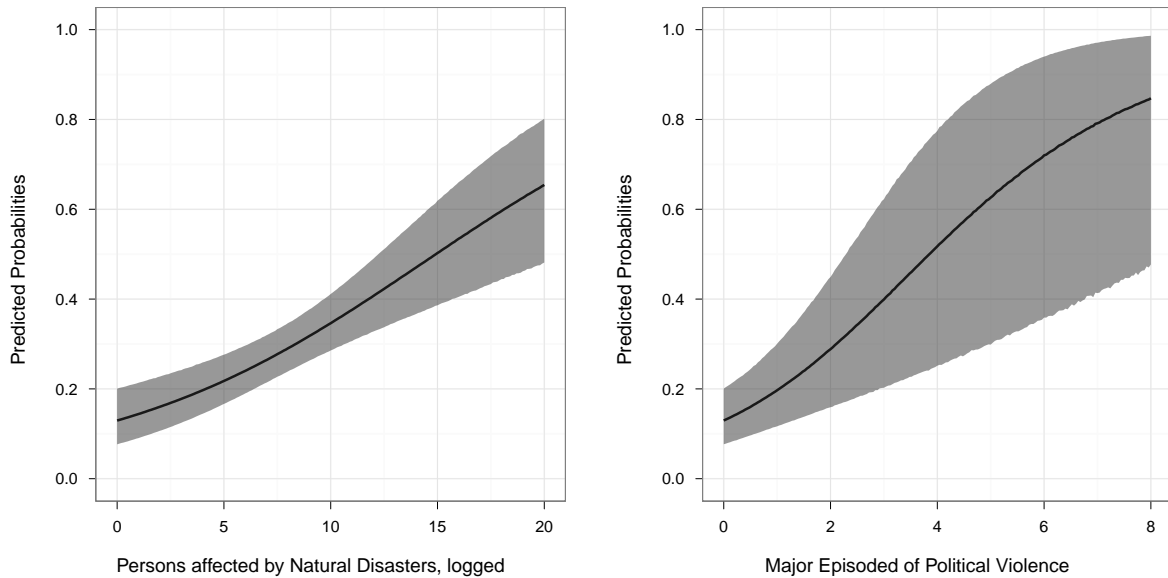 1.0
0.8
0.6
0.4
0.2
0.0
Predicted Probabilities
0 5 10 15 20
Persons affected by Natural Disasters, logged
1.0
0.8
0.6
0.4
0.2
0.0
Predicted Probabilities
0 2 4 6 8
Major Episoded of Political Violence